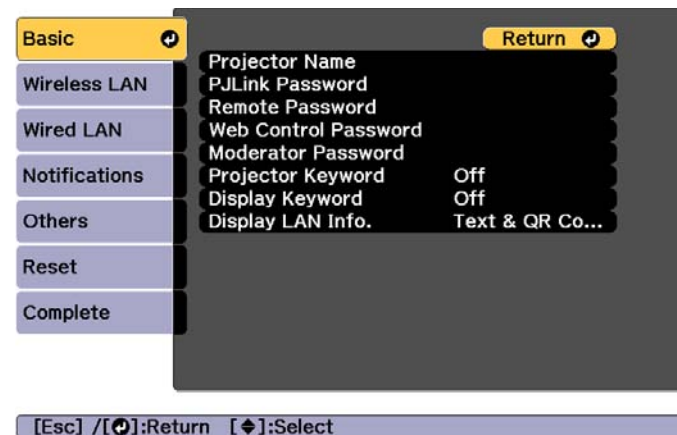 Basic
Wireless LAN
Wired LAN
Notifications
Others
Reset
Complete
Return
Projector Name
PJLink Password
Remote Password
Web Control Password
Moderator Password
Projector Keyword Off
Display Keyword Off
Display LAN Info. Text & QR Co...
[Esc] /[⏎]:Return [◆]:Select